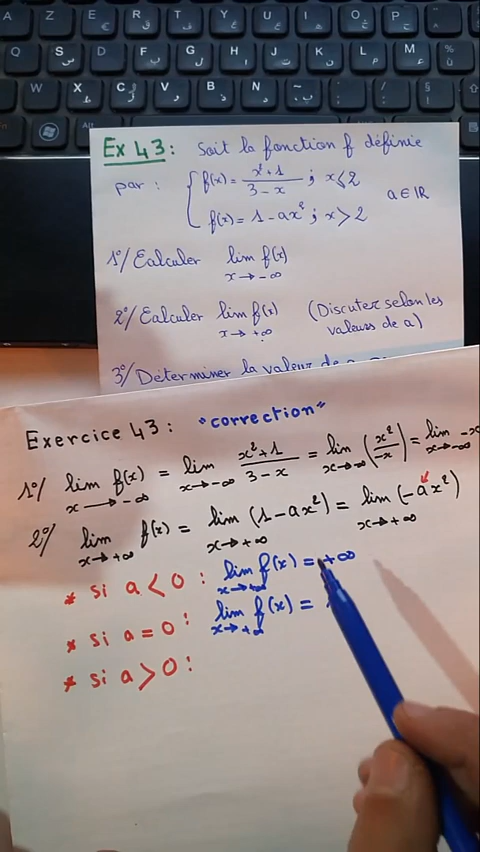 A Z E R T Y U I O P
Q S D F G H J K L M %
W X C V B N ? . / §
Ex 43 : Soit la fonction f définie
par : { f(x) = x²+1 / 3-x ; x ≤ 2
f(x) = 1 - ax² ; x > 2 a ∈ IR
1°/ Calculer lim f(x)
x → -∞
2°/ Calculer lim f(x) (Discuter selon les
x → +∞ valeurs de a)
3°/ Déterminer la valeur de a
Exercice 43 : "correction"
1°/ lim f(x) = lim x²+1 / 3-x = lim (x²/-x) = lim -x
x → -∞ x → -∞ x → -∞ x → -∞
2°/ lim f(x) = lim (1 - ax²) = lim (-ax²)
x → +∞ x → +∞ x → +∞
* Si a < 0 : lim f(x) = +∞
x → +∞
* Si a = 0 : lim f(x) =
x → +∞
* Si a > 0 :